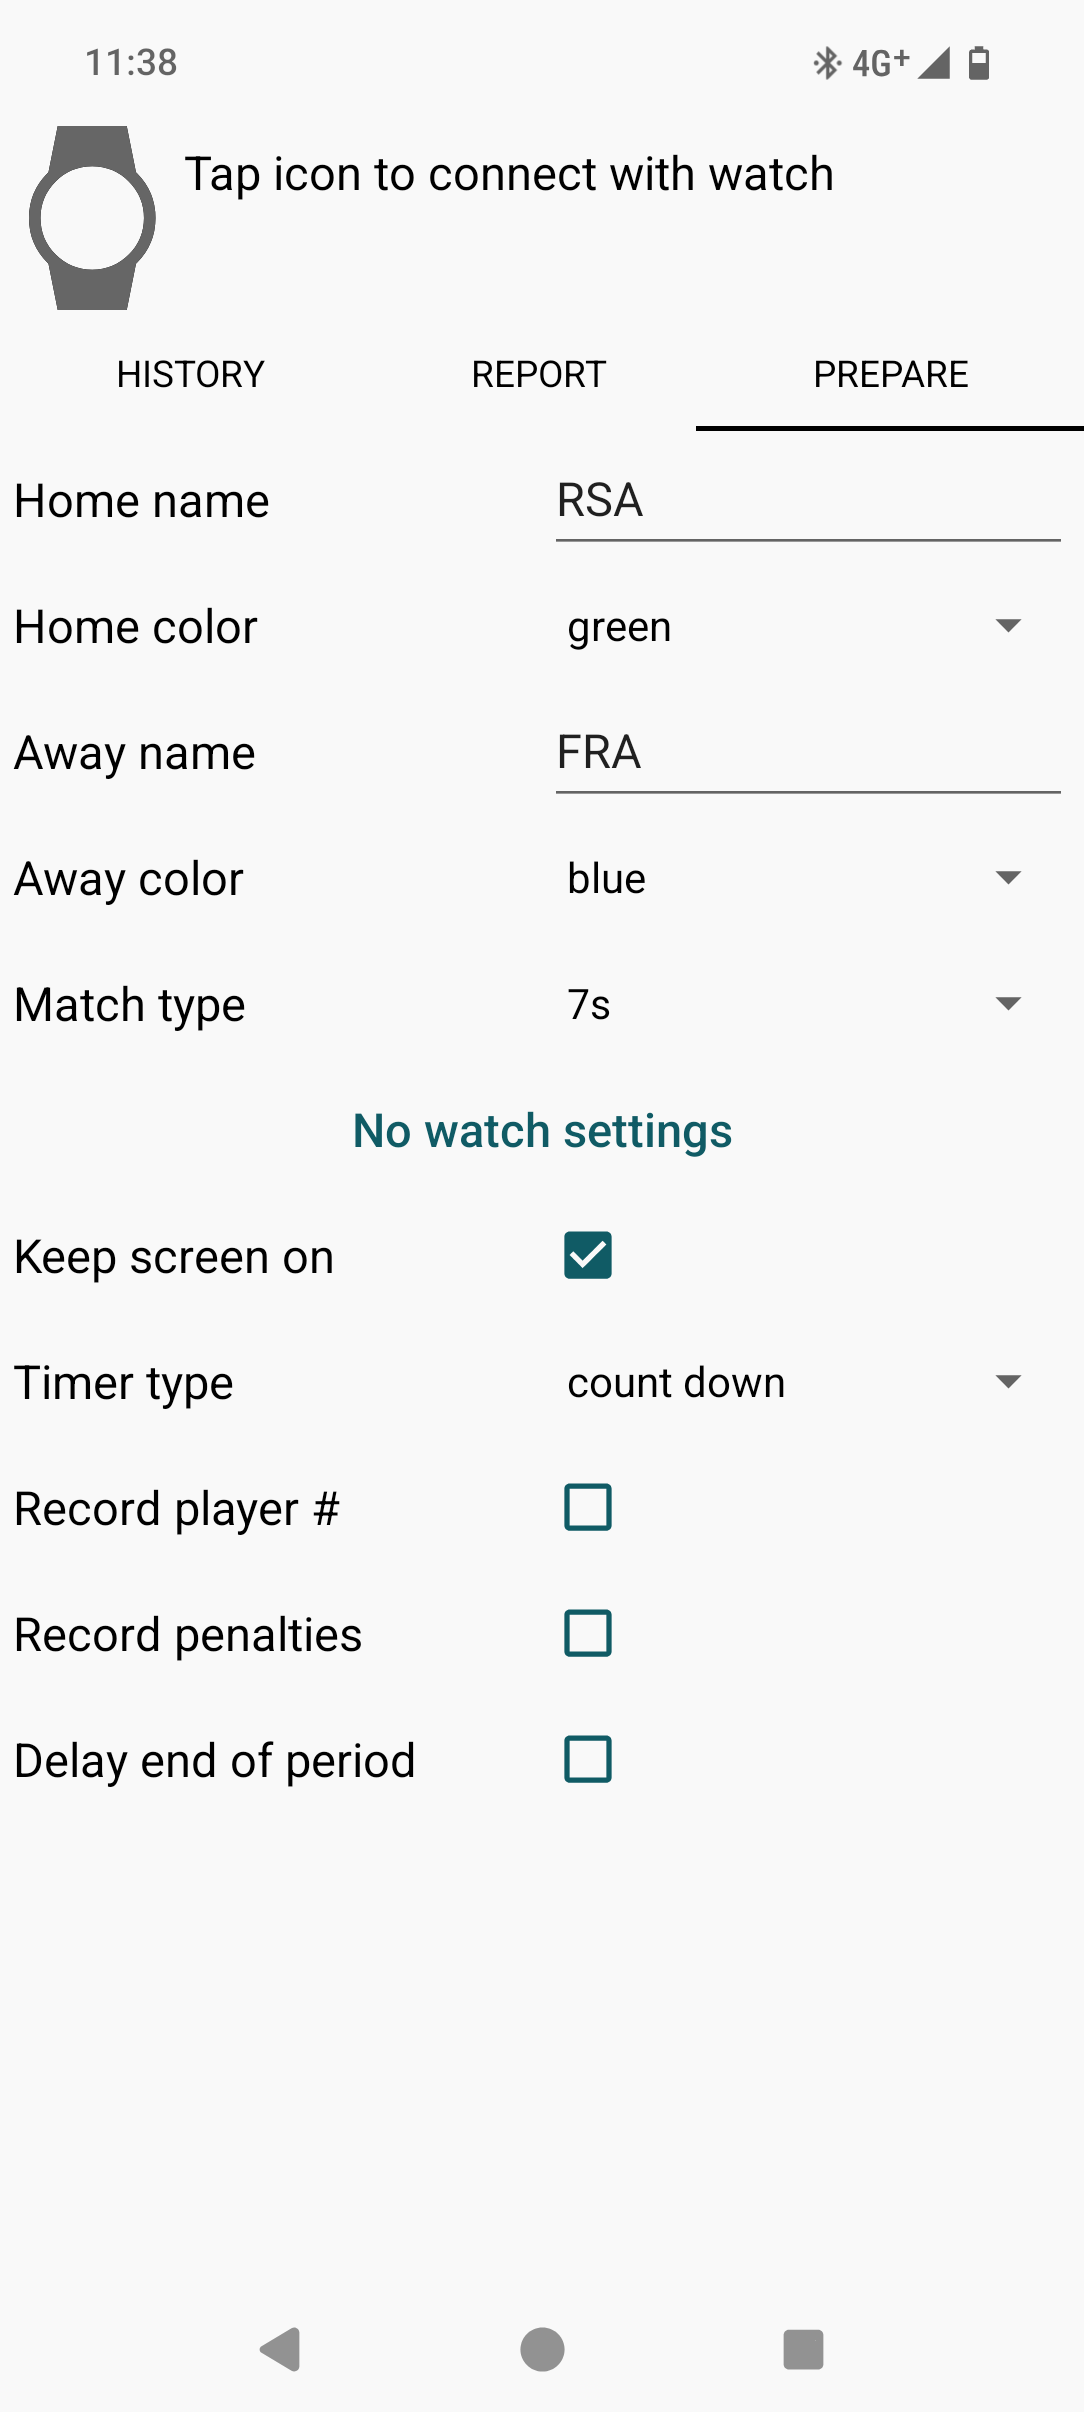 11:38 4G+
Tap icon to connect with watch
HISTORY REPORT PREPARE
Home name RSA
Home color green
Away name FRA
Away color blue
Match type 7s
No watch settings
Keep screen on
Timer type count down
Record player #
Record penalties
Delay end of period